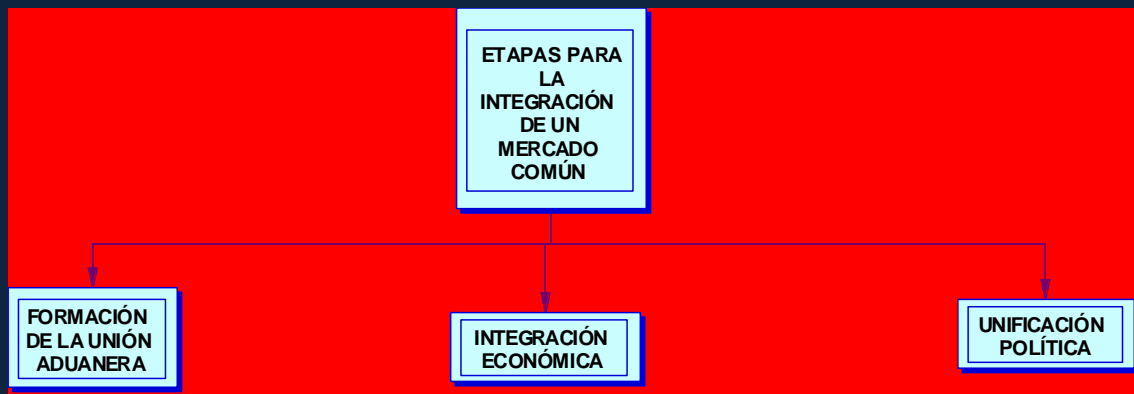 ETAPAS PARA
LA
INTEGRACIÓN
DE UN
MERCADO
COMÚN
FORMACIÓN
DE LA UNIÓN
ADUANERA
INTEGRACIÓN
ECONÓMICA
UNIFICACIÓN
POLÍTICA